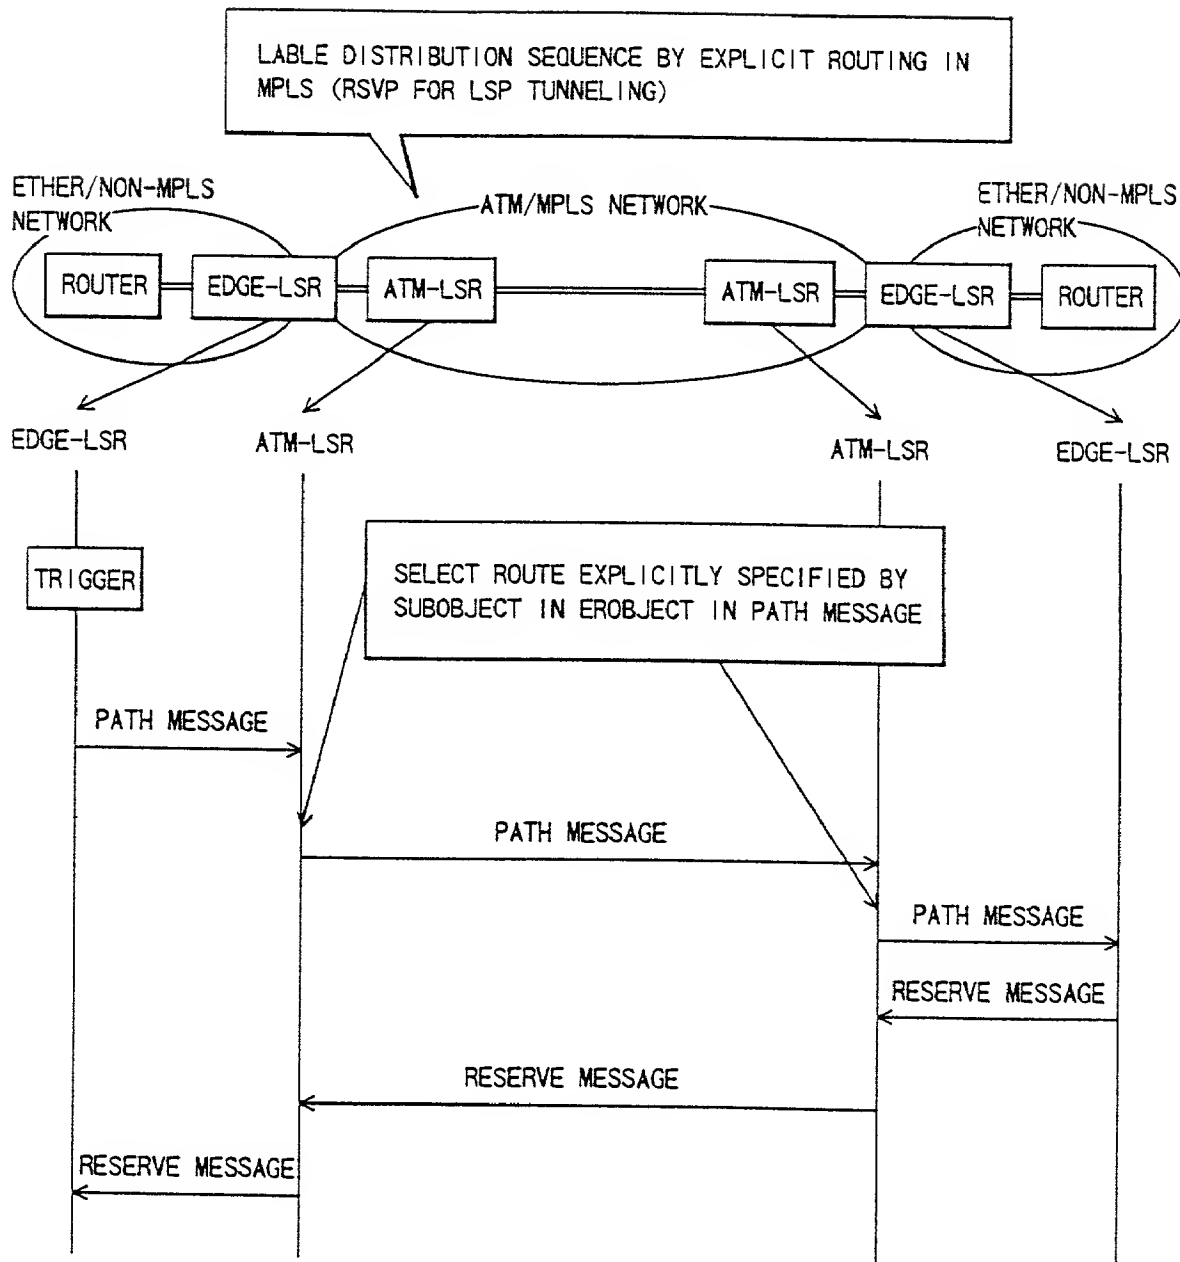 LABLE DISTRIBUTION SEQUENCE BY EXPLICIT ROUTING IN
MPLS (RSVP FOR LSP TUNNELING)
ETHER/NON-MPLS
NETWORK
ATM/MPLS NETWORK
ETHER/NON-MPLS
NETWORK
ROUTER
EDGE-LSR
ATM-LSR
ATM-LSR
EDGE-LSR
ROUTER
EDGE-LSR
ATM-LSR
ATM-LSR
EDGE-LSR
TRIGGER
SELECT ROUTE EXPLICITLY SPECIFIED BY
SUBOBJECT IN EROBJECT IN PATH MESSAGE
PATH MESSAGE
PATH MESSAGE
PATH MESSAGE
RESERVE MESSAGE
RESERVE MESSAGE
RESERVE MESSAGE